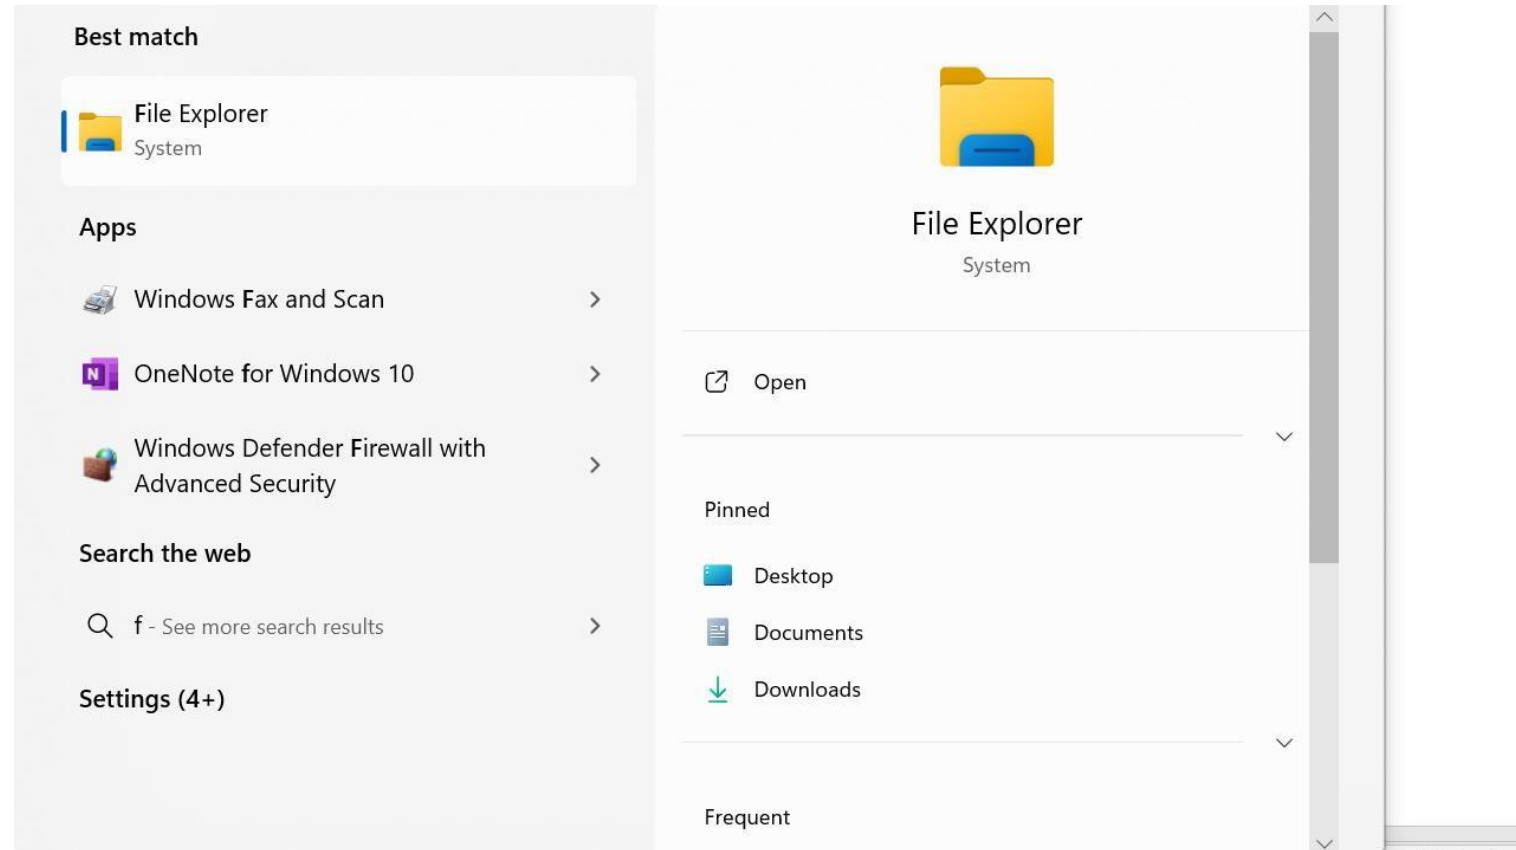 Best match
File Explorer
System
Apps
Windows Fax and Scan
OneNote for Windows 10
Windows Defender Firewall with
Advanced Security
Search the web
f - See more search results
Settings (4+)
File Explorer
System
Open
Pinned
Desktop
Documents
Downloads
Frequent